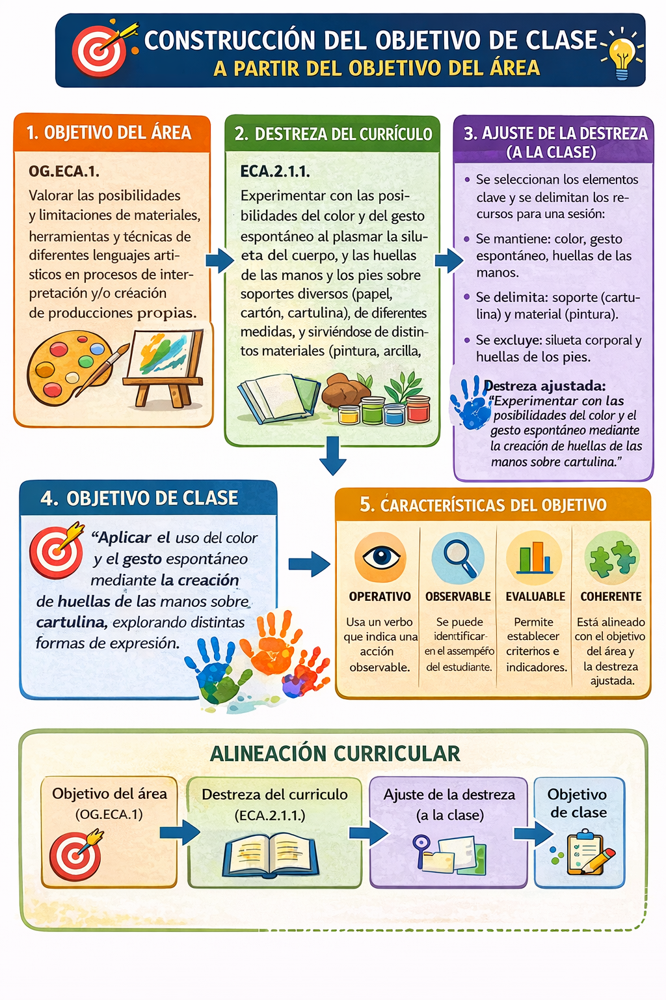 CONSTRUCCIÓN DEL OBJETIVO DE CLASE
A PARTIR DEL OBJETIVO DEL ÁREA
1. OBJETIVO DEL ÁREA
OG.ECA.1.
Valorar las posibilidades
y limitaciones de materiales,
herramientas y técnicas de
diferentes lenguajes arti-
sticos en procesos de inter-
pretación y/o créación
de producciones propias.
2. DESTREZA DEL CURRÍCULO
ECA.2.1.1.
Experimentar con las posi-
bilidades del color y del gesto
espontáneo al plasmar la silu-
eta del cuerpo, y las huellas
de las manos y los pies sobre
soportes diversos (papel,
cartón, cartulina), de diferentes
medidas, y sirviéndose de distin-
tos materiales (pintura, arcilla,
3. AJUSTE DE LA DESTREZA
(A LA CLASE)
• Se seleccionan los elementos
clave y se delimitan los re-
cursos para una sesión:
• Se mantiene: color, gesto
espontáneo, huellas de las
manos.
• Se delimita: soporte (cartu-
lina) y material (pintura).
• Se excluye: silueta corporal y
huellas de los pies.
Destreza ajustada:
"Experimentar con las
posibilidades del color y el
gesto espontáneo mediante
la creación de huellas de las
manos sobre cartulina."
4. OBJETIVO DE CLASE
"Aplicar el uso del color
y el gesto espontáneo
mediante la creación
de huellas de las manos sobre
cartulina, explorando distintas
formas de expresión.
5. CARACTERÍSTICAS DEL OBJETIVO
OPERATIVO
Usa un verbo
que indica una
acción
observable.
OBSERVABLE
Se puede
identificar-
en el assempéño
del estudiante.
EVALUABLE
Permite
establecer
criterhos e
indicadores.
COHERENTE
Está alineado
con el objetivo
del área y
la destreza
ajustada.
ALINEACIÓN CURRICULAR
Objetivo del área
(OG.ECA.1)
Destreza del curriculo
(ECA.2.1.1.)
Ajuste de la destreza
(a la clase)
Objetivo
de clase